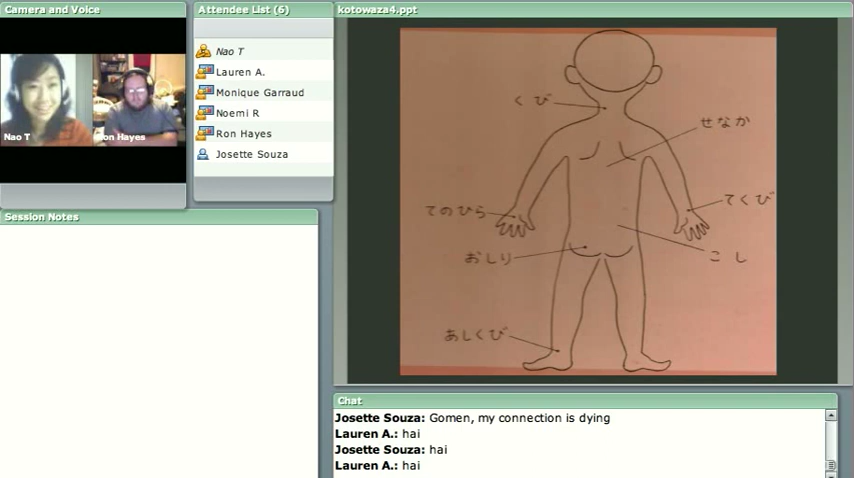 Camera and Voice
Nao T
Ron Hayes
Attendee List (6)
Nao T
Lauren A.
Monique Garraud
Noemi R
Ron Hayes
Josette Souza
Session Notes
kotowaza4.ppt
くび
せなか
てのひら
てくび
おしり
こし
あしくび
Chat
Josette Souza: Gomen, my connection is dying
Lauren A.: hai
Josette Souza: hai
Lauren A.: hai